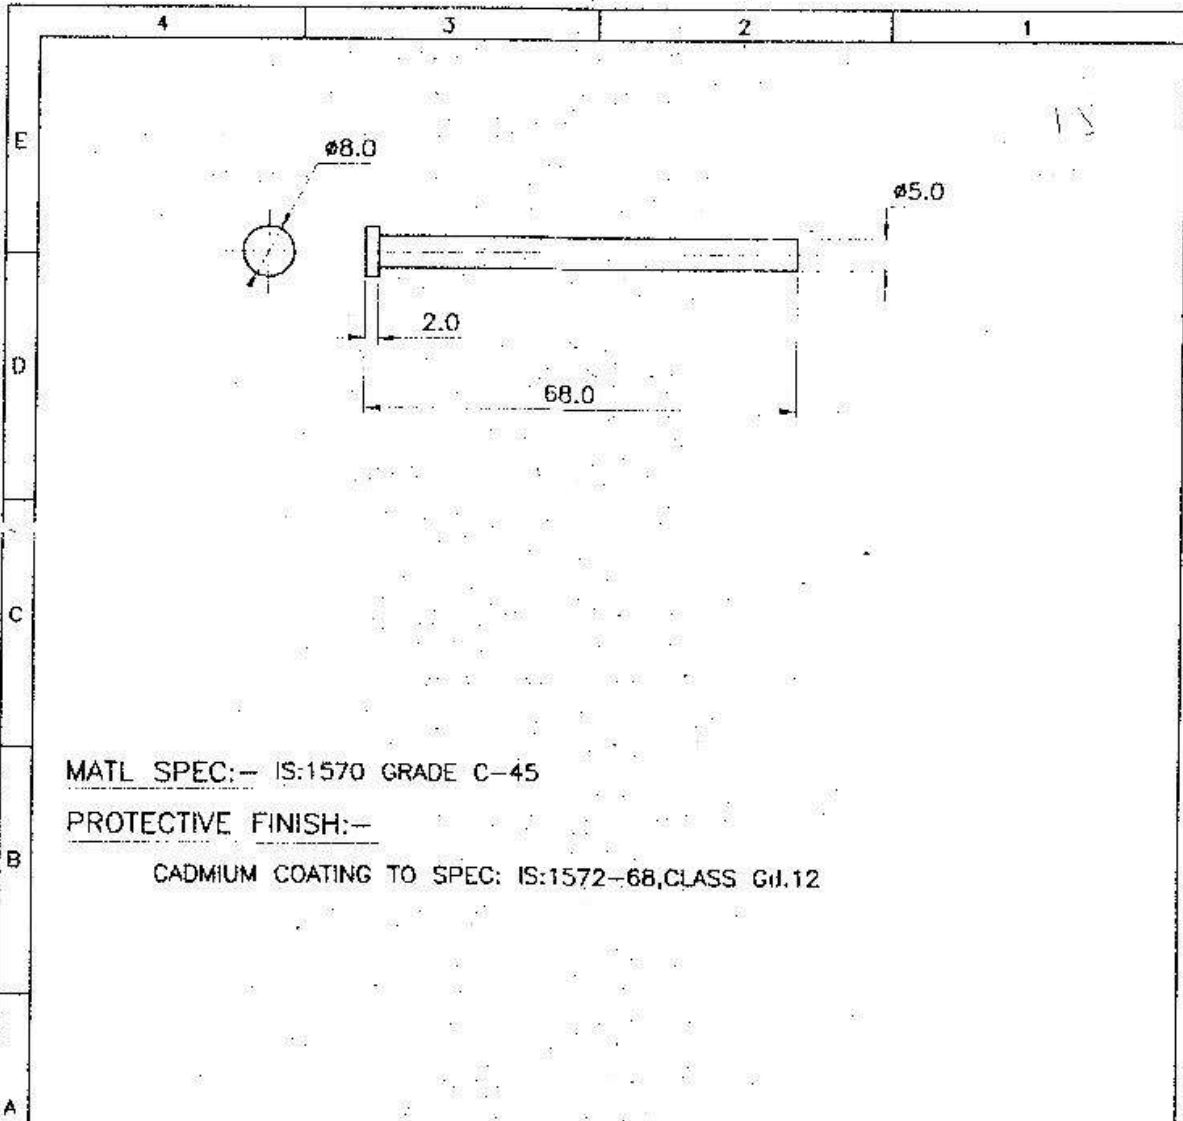 4 3 2 1
E
ø8.0
ø5.0
2.0
D
68.0
C
MATL SPEC:- IS:1570 GRADE C-45
PROTECTIVE FINISH:-
B
CADMIUM COATING TO SPEC: IS:1572-68,CLASS Gd.12
A